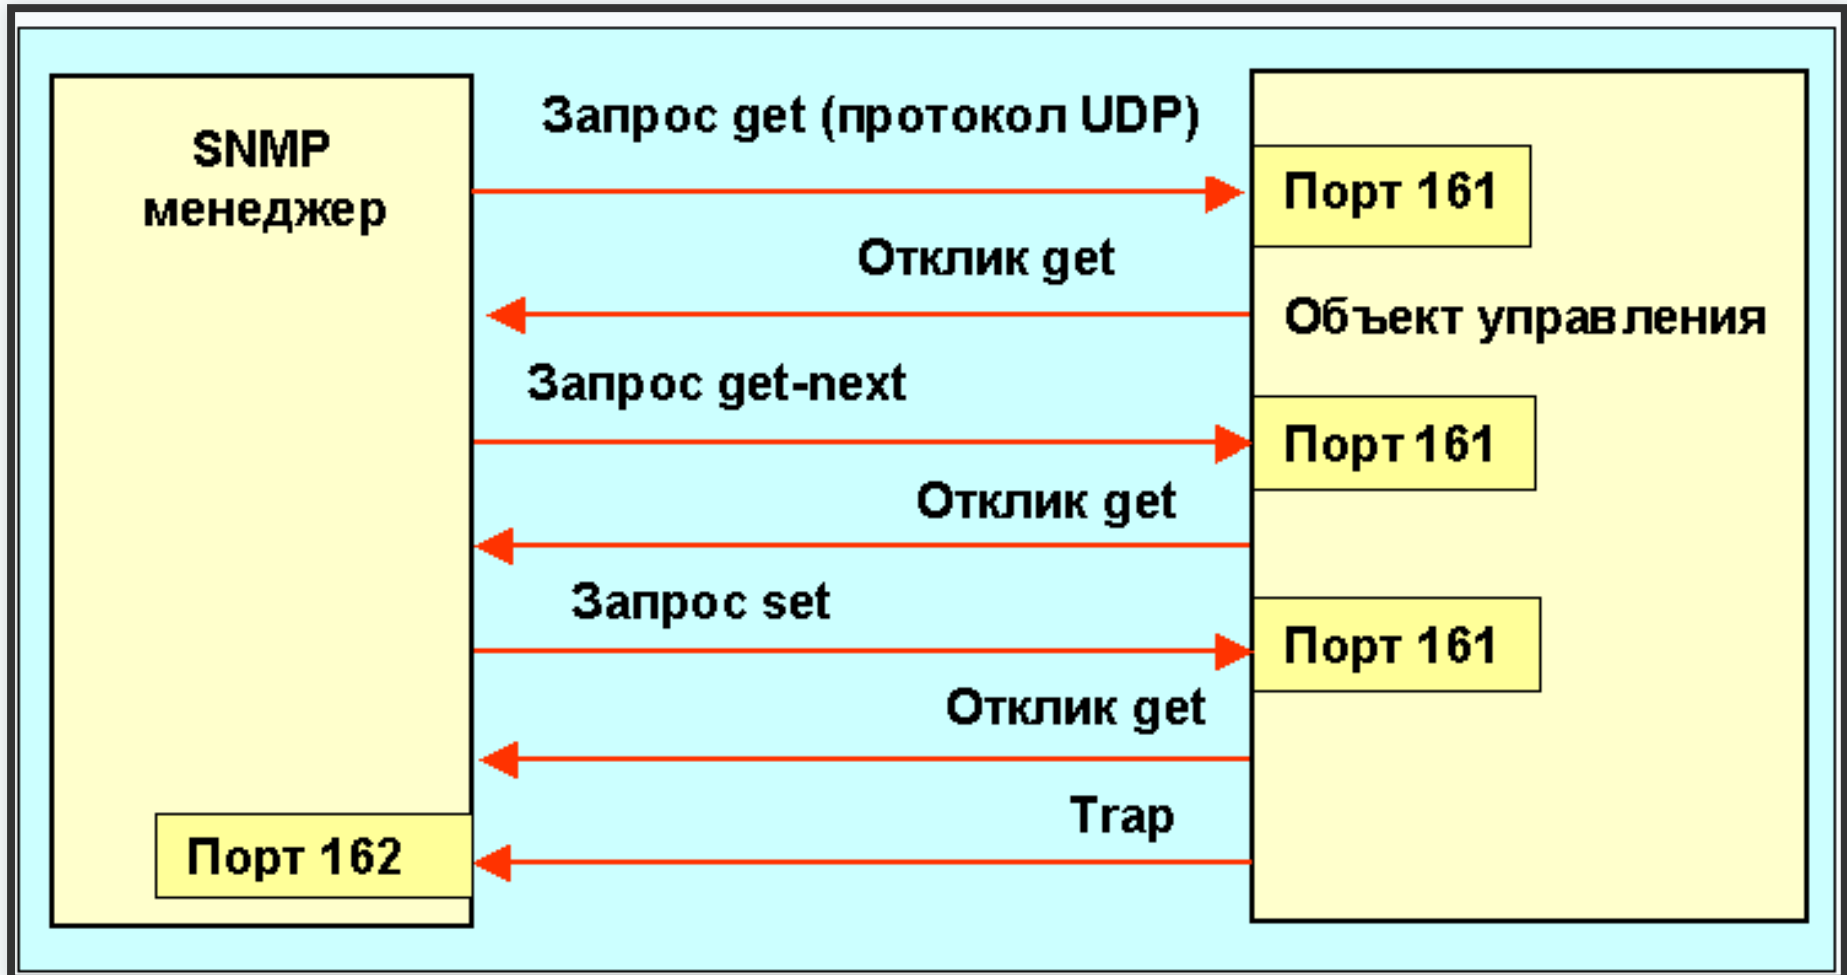 SNMP
менеджер
Запрос get (протокол UDP)
Порт 161
Отклик get
Объект управления
Запрос get-next
Порт 161
Отклик get
Запрос set
Порт 161
Отклик get
Trap
Порт 162